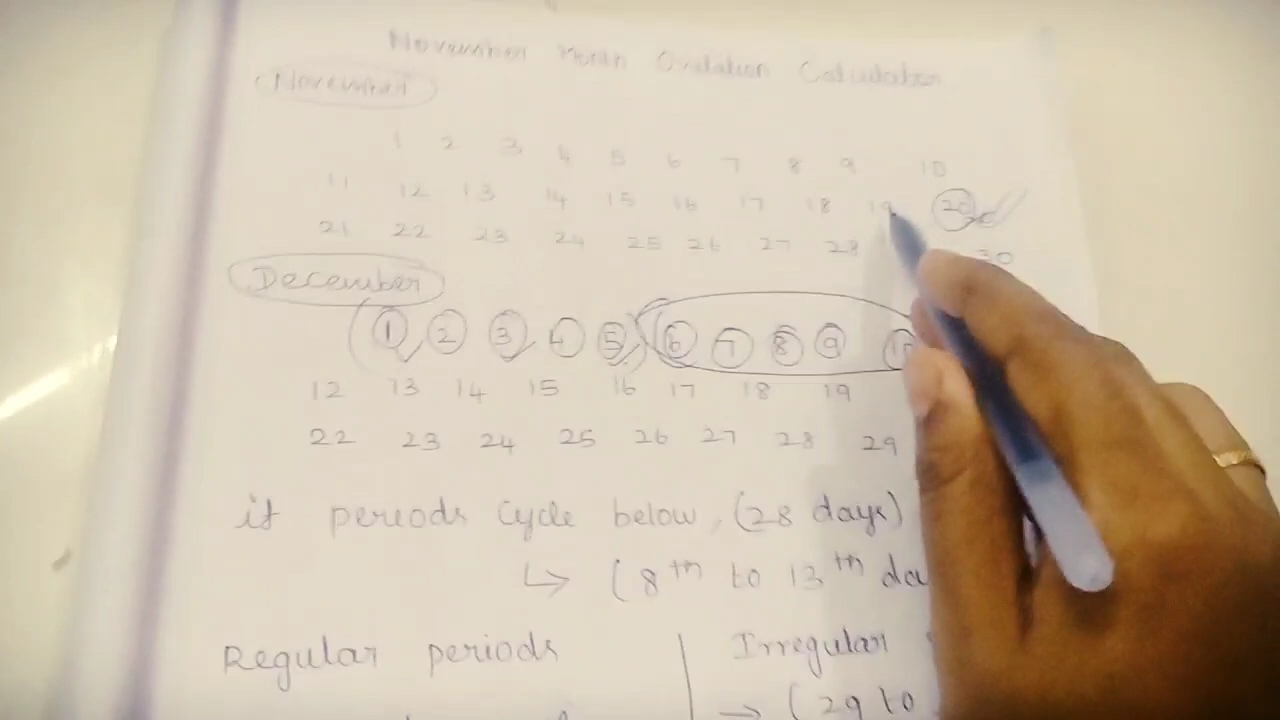 November Month Ovulation Calculation
November
1 2 3 4 5 6 7 8 9 10
11 12 13 14 15 16 17 18 19 20
21 22 23 24 25 26 27 28 30
December
1 2 3 4 5 6 7 8 9 10
12 13 14 15 16 17 18 19
22 23 24 25 26 27 28 29
if periods cycle below, (28 days)
↳ (8th to 13th da
Regular periods
Irregular
→ (29 to